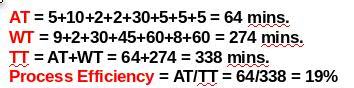 AT = 5+10+2+2+30+5+5+5 = 64 mins.
WT = 9+2+30+45+60+8+60 = 274 mins.
TT = AT+WT = 64+274 = 338 mins.
Process Efficiency = AT/TT = 64/338 = 19%